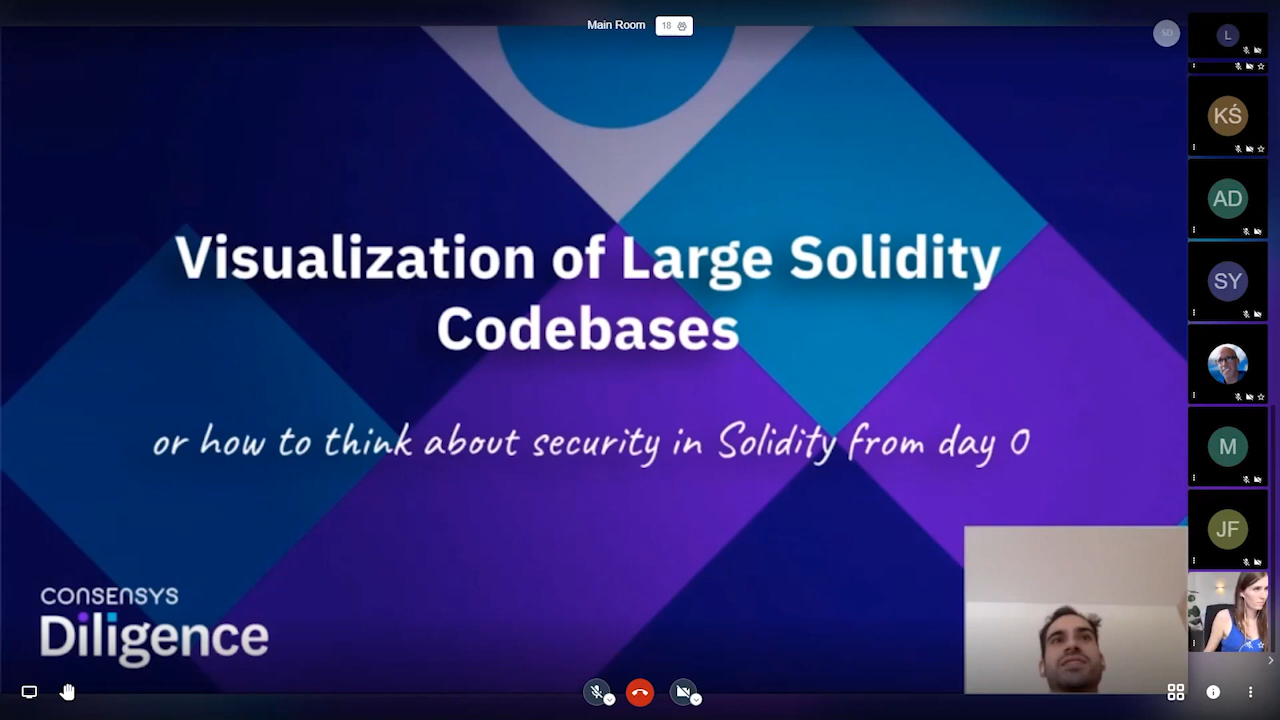 Main Room 18
SD
L
KŚ
AD
SY
M
JF
Visualization of Large Solidity
Codebases
or how to think about security in Solidity from day 0
CONSENSYS
Diligence